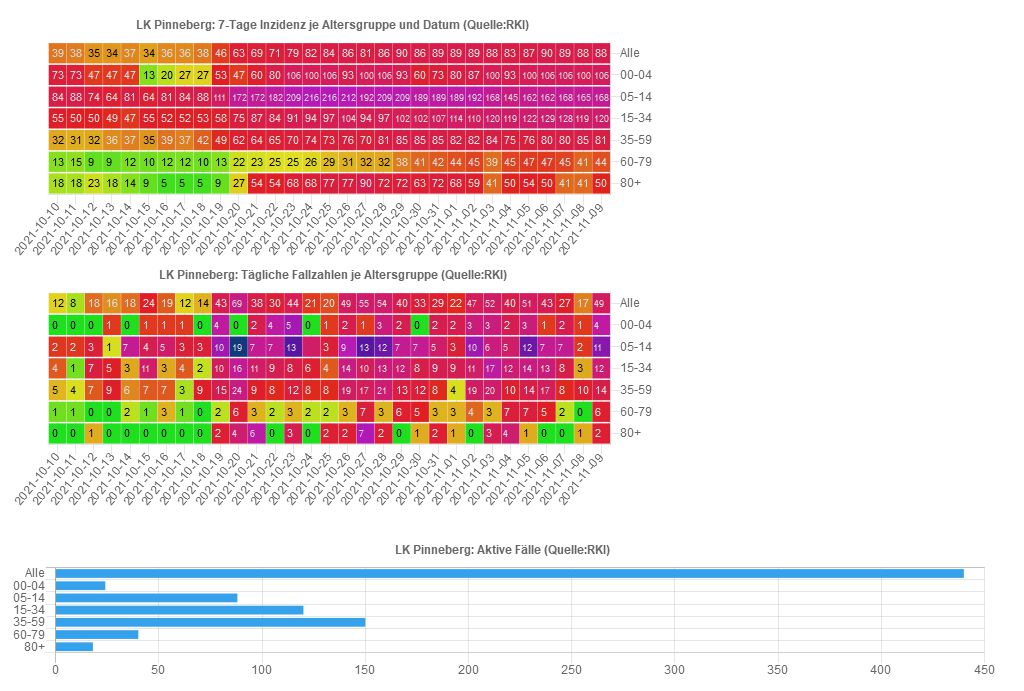 LK Pinneberg: 7-Tage Inzidenz je Altersgruppe und Datum (Quelle:RKI)
39 38 35 34 37 34 36 36 38 46 63 69 71 79 82 84 86 81 86 90 86 89 89 89 88 83 87 90 89 88 88 Alle
73 73 47 47 47 13 20 27 27 53 47 60 80 106 100 106 93 100 106 93 60 73 80 87 100 93 100 106 106 100 106 00-04
84 88 74 64 81 64 81 84 88 111 172 172 182 209 216 216 212 192 209 209 189 189 189 192 168 145 162 162 168 165 168 05-14
55 50 50 49 47 55 52 52 53 58 75 87 84 91 94 97 104 94 97 102 102 107 114 110 120 119 122 129 128 119 120 15-34
32 31 32 36 37 35 39 37 42 49 62 64 65 70 74 73 76 70 81 85 85 85 82 82 84 75 76 80 80 85 81 35-59
13 15 9 9 12 10 12 12 10 13 22 23 25 25 26 29 31 32 32 38 41 42 44 45 39 45 47 47 45 41 44 60-79
18 18 23 18 14 9 5 5 5 9 27 54 54 68 68 77 77 90 72 72 63 72 68 59 41 50 54 50 41 41 50 80+
2021-10-10 2021-10-11 2021-10-12 2021-10-13 2021-10-14 2021-10-15 2021-10-16 2021-10-17 2021-10-18 2021-10-19 2021-10-20 2021-10-21 2021-10-22 2021-10-23 2021-10-24 2021-10-25 2021-10-26 2021-10-27 2021-10-28 2021-10-29 2021-10-30 2021-10-31 2021-11-01 2021-11-02 2021-11-03 2021-11-04 2021-11-05 2021-11-06 2021-11-07 2021-11-08 2021-11-09
LK Pinneberg: Tägliche Fallzahlen je Altersgruppe (Quelle:RKI)
12 8 18 16 18 24 19 12 14 43 69 38 30 44 21 20 49 55 54 40 33 29 22 47 52 40 51 43 27 17 49 Alle
0 0 0 1 0 1 1 1 0 4 0 2 4 5 0 1 2 1 3 2 0 2 2 3 3 2 3 1 2 1 4 00-04
2 2 3 1 7 4 5 3 3 10 19 7 7 13 3 9 13 12 7 7 5 3 10 6 5 12 7 7 2 11 05-14
4 1 7 5 3 11 3 4 2 10 16 11 9 8 6 4 14 10 13 12 8 9 9 11 17 12 14 13 8 3 12 15-34
5 4 7 9 6 7 7 3 9 15 24 9 8 12 8 8 19 17 21 13 12 8 4 19 20 10 14 17 8 10 14 35-59
1 1 0 0 2 1 3 1 0 2 6 3 2 3 2 2 3 7 3 6 5 3 3 4 3 7 7 5 2 0 6 60-79
0 0 1 0 0 0 0 0 0 2 4 6 0 3 0 2 2 7 2 0 1 2 1 0 3 4 1 0 0 1 2 80+
2021-10-10 2021-10-11 2021-10-12 2021-10-13 2021-10-14 2021-10-15 2021-10-16 2021-10-17 2021-10-18 2021-10-19 2021-10-20 2021-10-21 2021-10-22 2021-10-23 2021-10-24 2021-10-25 2021-10-26 2021-10-27 2021-10-28 2021-10-29 2021-10-30 2021-10-31 2021-11-01 2021-11-02 2021-11-03 2021-11-04 2021-11-05 2021-11-06 2021-11-07 2021-11-08 2021-11-09
LK Pinneberg: Aktive Fälle (Quelle:RKI)
Alle
00-04
05-14
15-34
35-59
60-79
80+
0 50 100 150 200 250 300 350 400 450